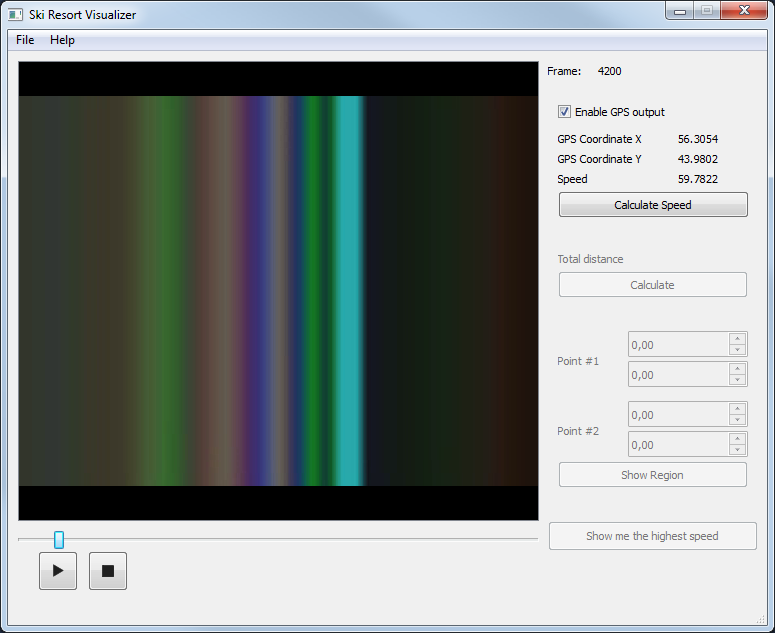 Ski Resort Visualizer
File Help
Frame: 4200
Enable GPS output
GPS Coordinate X 56.3054
GPS Coordinate Y 43.9802
Speed 59.7822
Calculate Speed
Total distance
Calculate
Point #1
0,00
0,00
Point #2
0,00
0,00
Show Region
Show me the highest speed